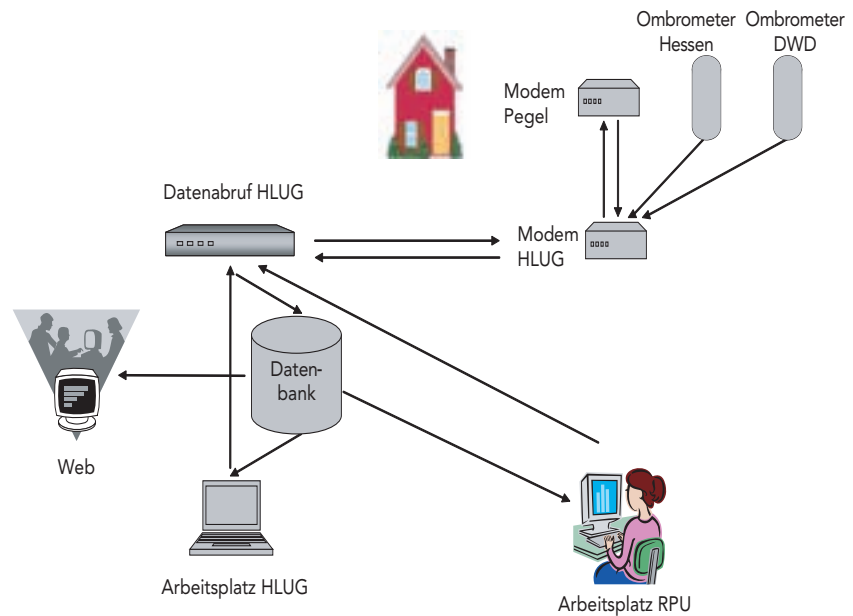 Ombrometer
Hessen
Ombrometer
DWD
Modem
Pegel
Datenabruf HLUG
Modem
HLUG
Daten-
bank
Web
Arbeitsplatz HLUG
Arbeitsplatz RPU